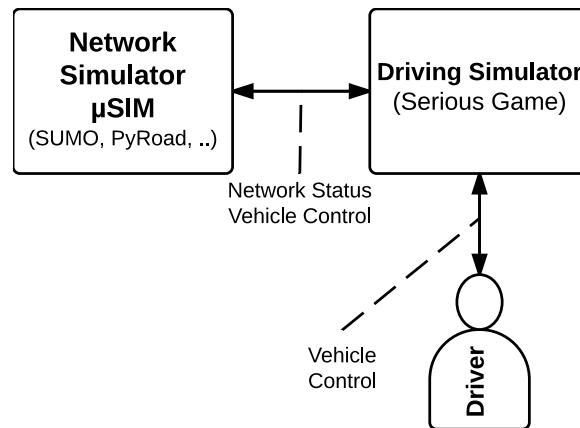 Network
Simulator
µSIM
(SUMO, PyRoad, ..)
Driving Simulator
(Serious Game)
Network Status
Vehicle Control
Vehicle
Control
Driver